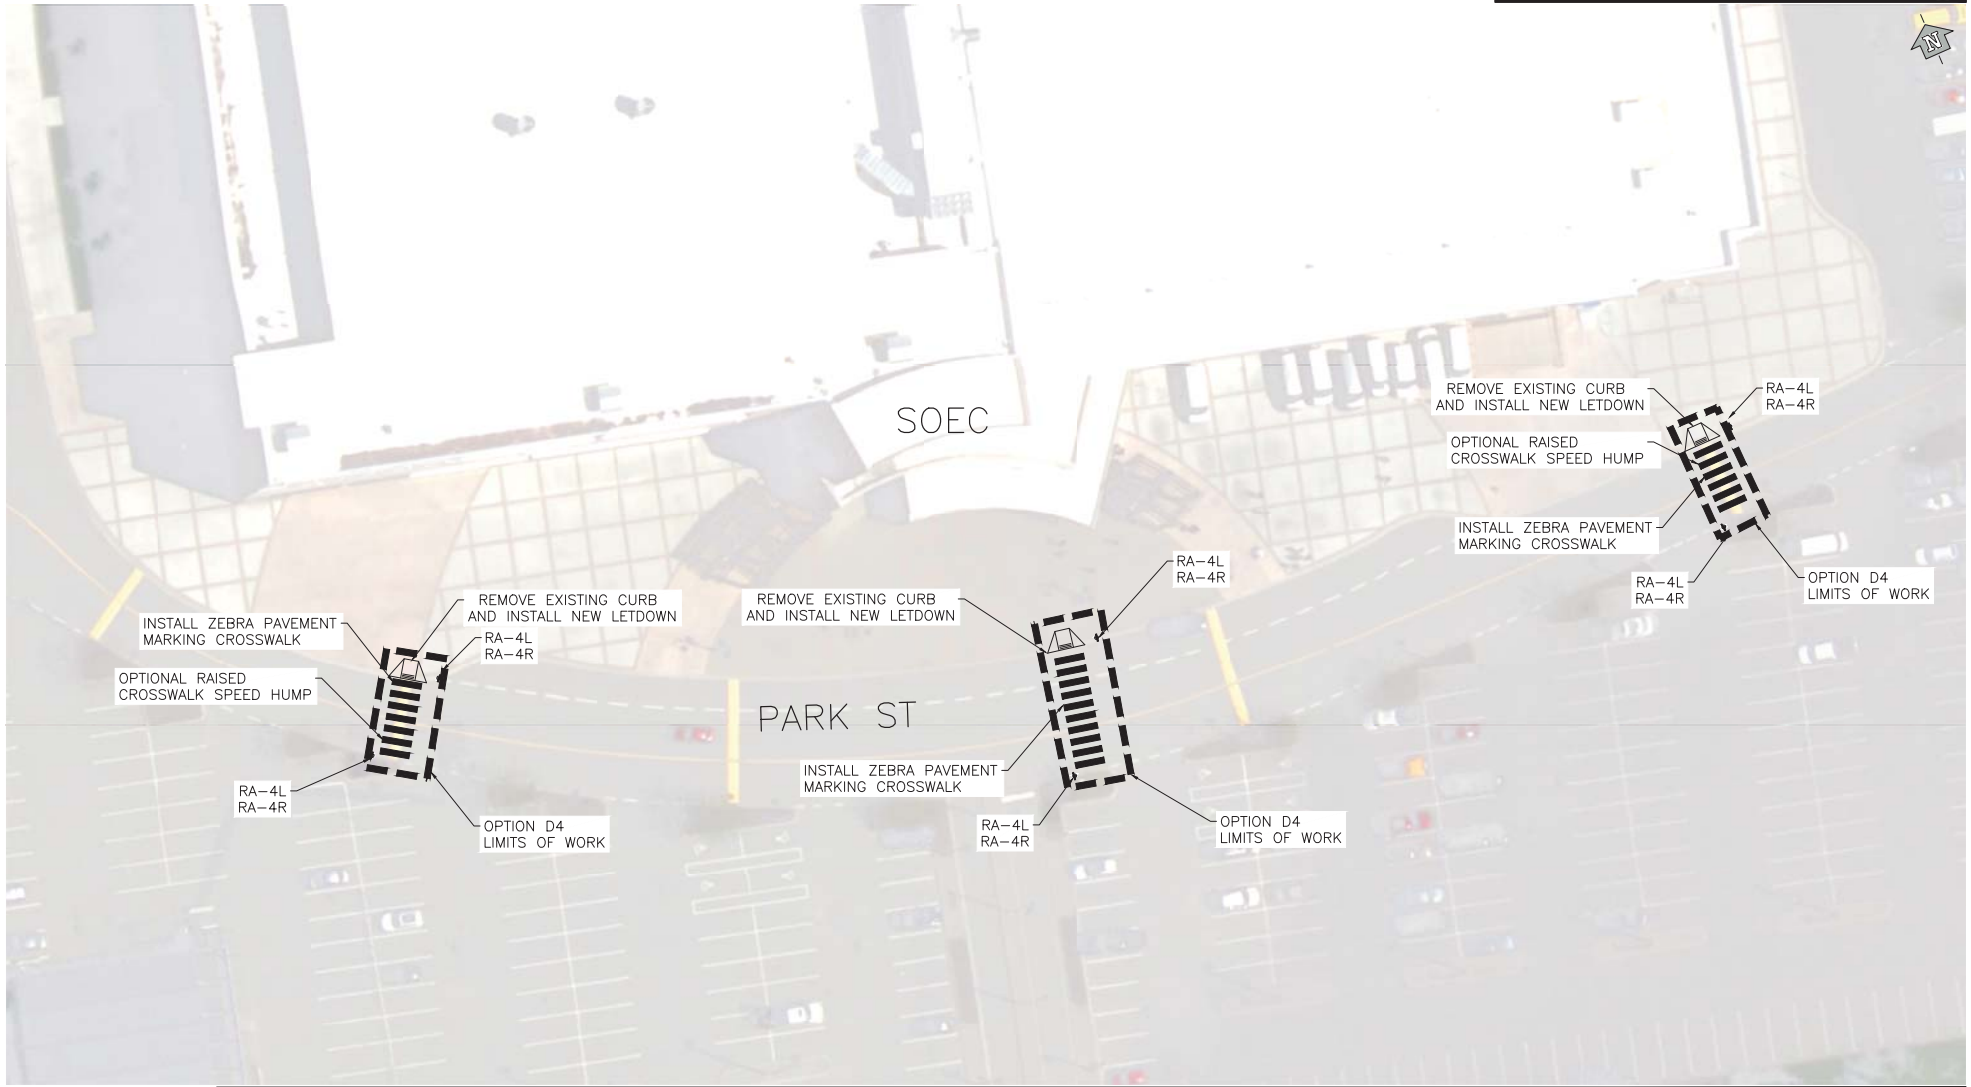 N
SOEC
PARK ST
INSTALL ZEBRA PAVEMENT
MARKING CROSSWALK
OPTIONAL RAISED
CROSSWALK SPEED HUMP
REMOVE EXISTING CURB
AND INSTALL NEW LETDOWN
RA-4L
RA-4R
RA-4L
RA-4R
OPTION D4
LIMITS OF WORK
REMOVE EXISTING CURB
AND INSTALL NEW LETDOWN
RA-4L
RA-4R
INSTALL ZEBRA PAVEMENT
MARKING CROSSWALK
RA-4L
RA-4R
OPTION D4
LIMITS OF WORK
REMOVE EXISTING CURB
AND INSTALL NEW LETDOWN
RA-4L
RA-4R
OPTIONAL RAISED
CROSSWALK SPEED HUMP
INSTALL ZEBRA PAVEMENT
MARKING CROSSWALK
RA-4L
RA-4R
OPTION D4
LIMITS OF WORK